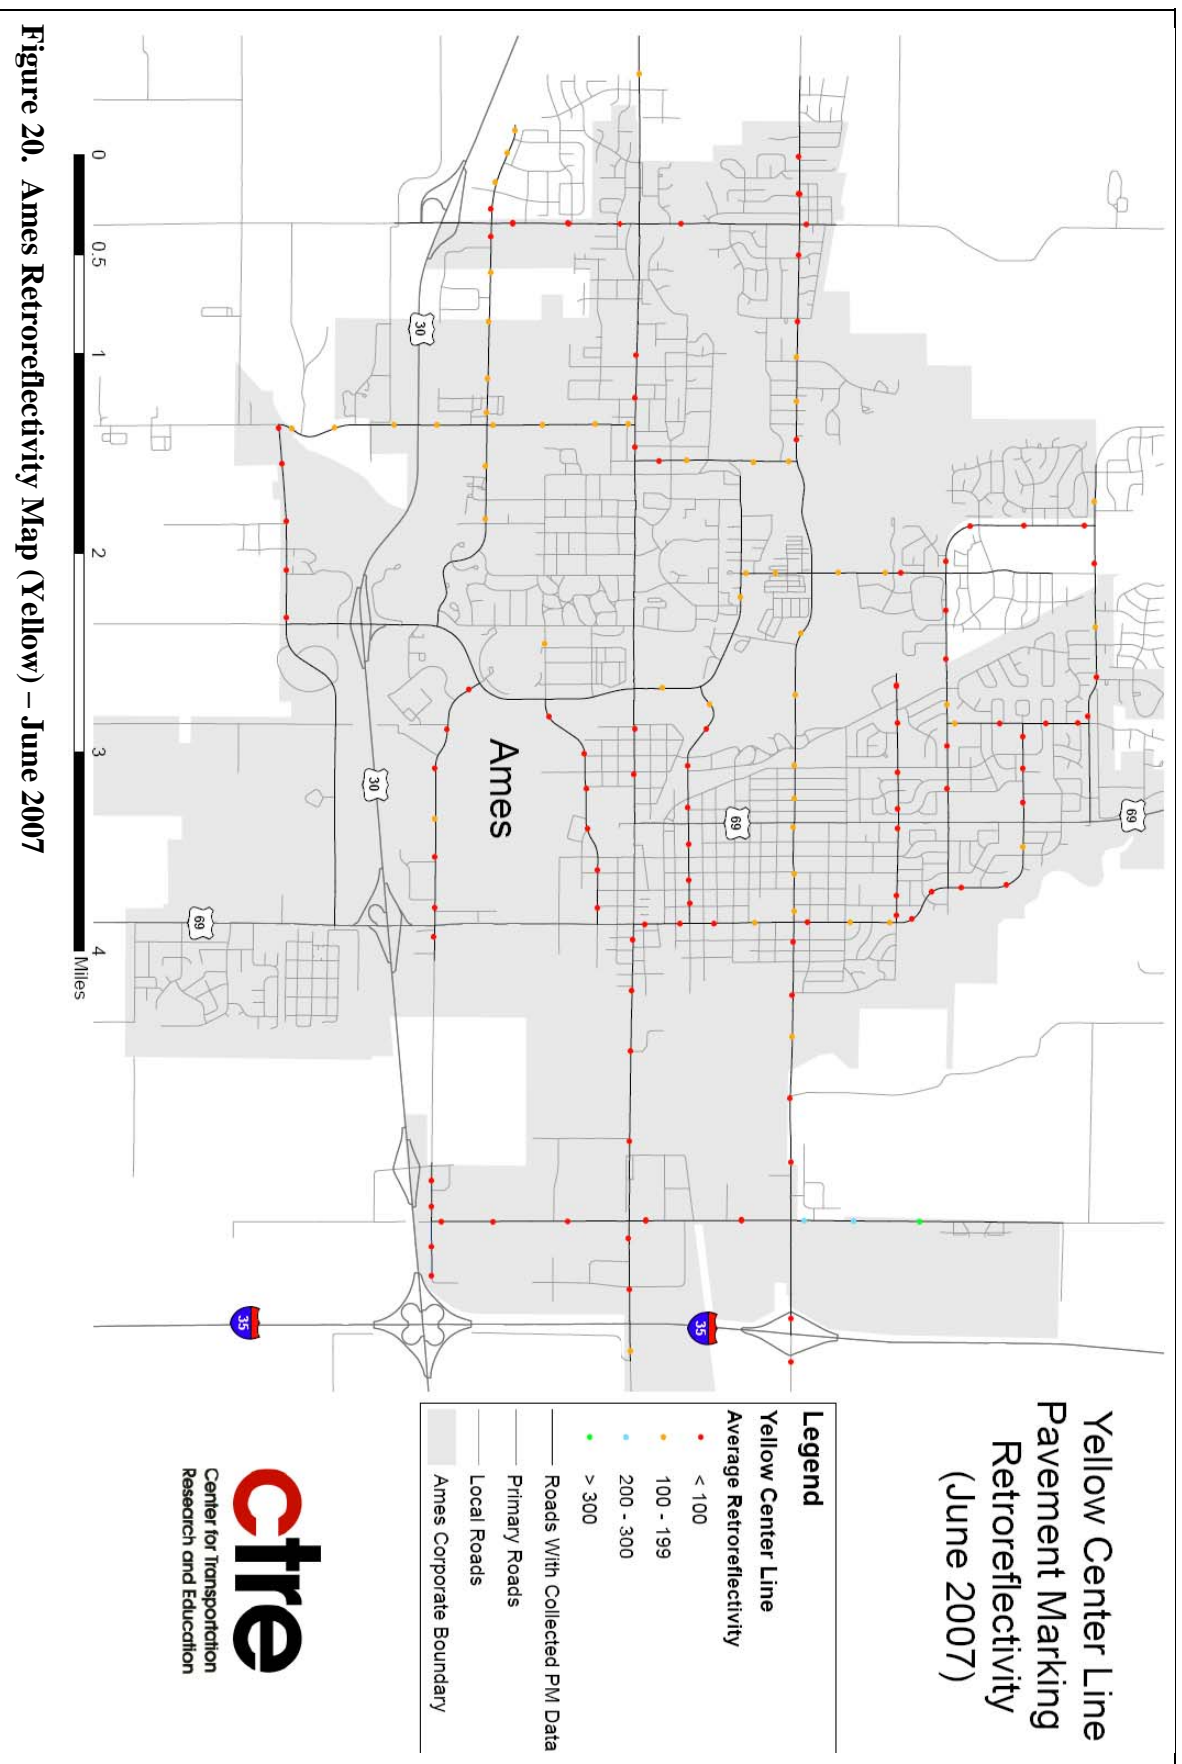 Yellow Center Line
Pavement Marking
Retroreflectivity
(June 2007)
Legend
Yellow Center Line
Average Retroreflectivity
< 100
100 - 199
200 - 300
> 300
Roads With Collected PM Data
Primary Roads
Local Roads
Ames Corporate Boundary
69
69
30
Ames
30
69
35
35
ctre
Center for Transportation
Research and Education
0 0.5 1 2 3 4
Miles
Figure 20. Ames Retroreflectivity Map (Yellow) – June 2007